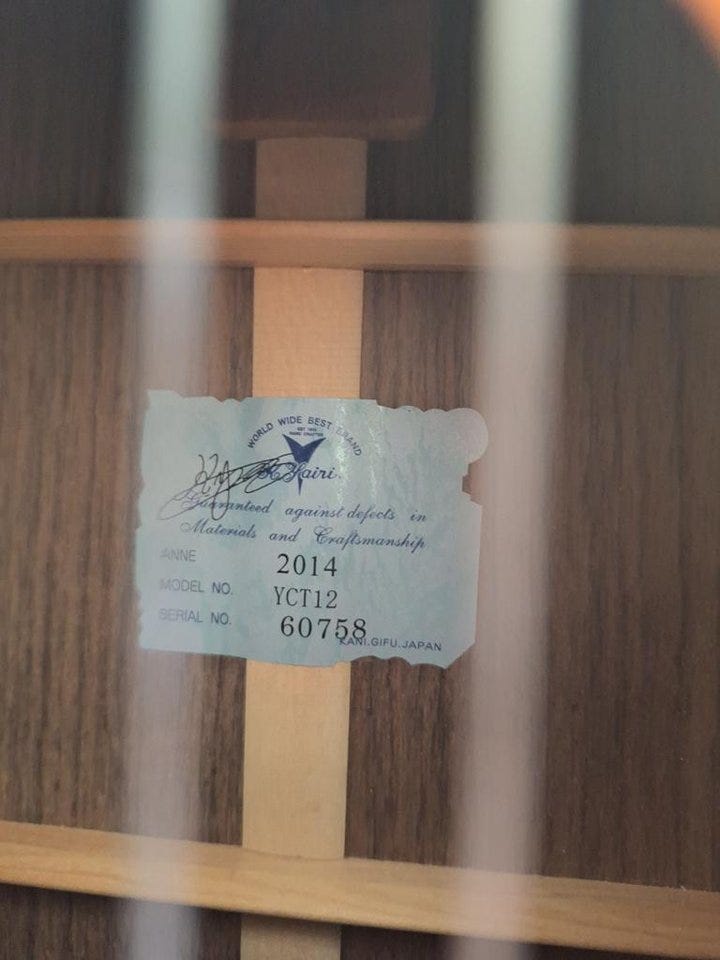 WORLD WIDE BEST BRAND
K.Yairi.
Guaranteed against defects in
Materials and Craftsmanship
ANNE 2014
MODEL NO. YCT12
SERIAL NO. 60758
KANI.GIFU.JAPAN